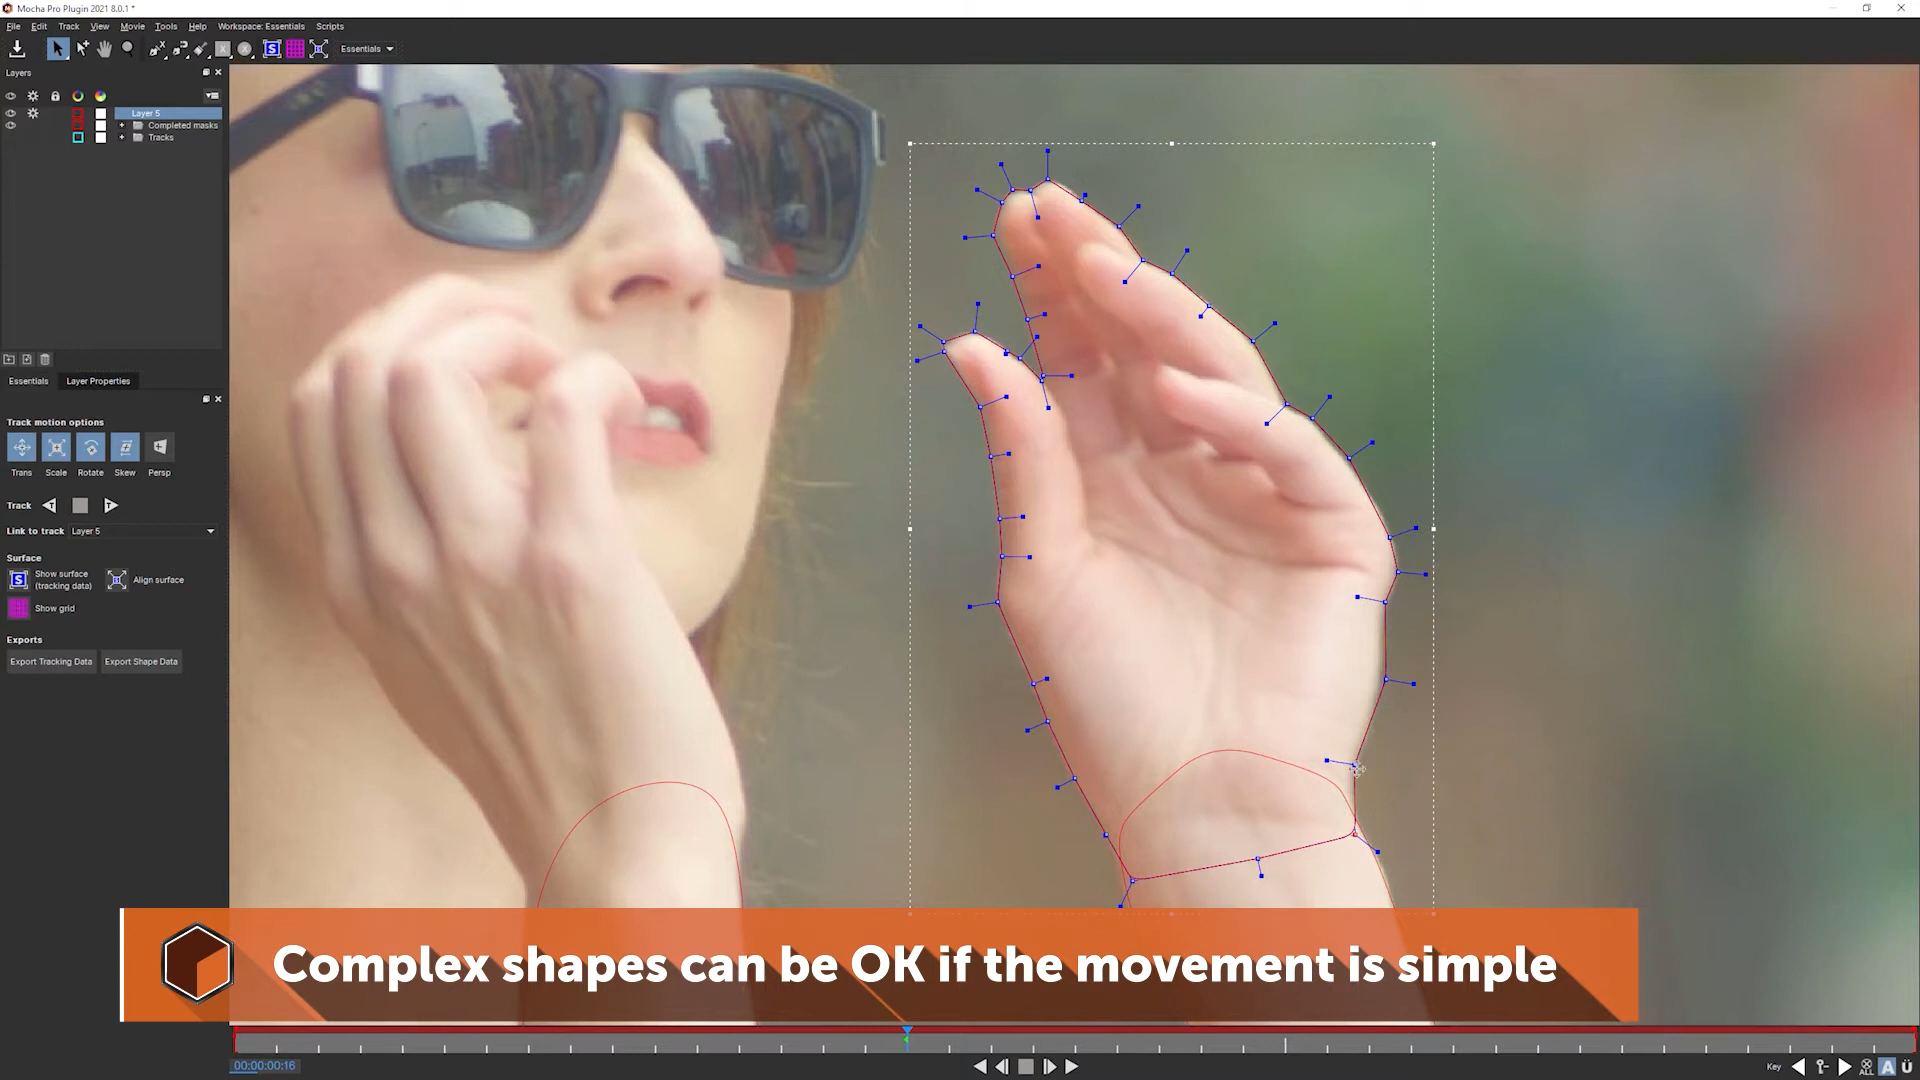 Mocha Pro Plugin 2021 8.0.1 *
File Edit Track View Movie Tools Help Workspace: Essentials Scripts
Essentials
Layers
Layer 5
Completed masks
Tracks
Essentials Layer Properties
Track motion options
Trans Scale Rotate Skew Persp
Track
Link to track Layer 5
Surface
Show surface
(tracking data)
Align surface
Show grid
Exports
Export Tracking Data Export Shape Data
Complex shapes can be OK if the movement is simple
00:00:00:16
Key
ALL
A Ü